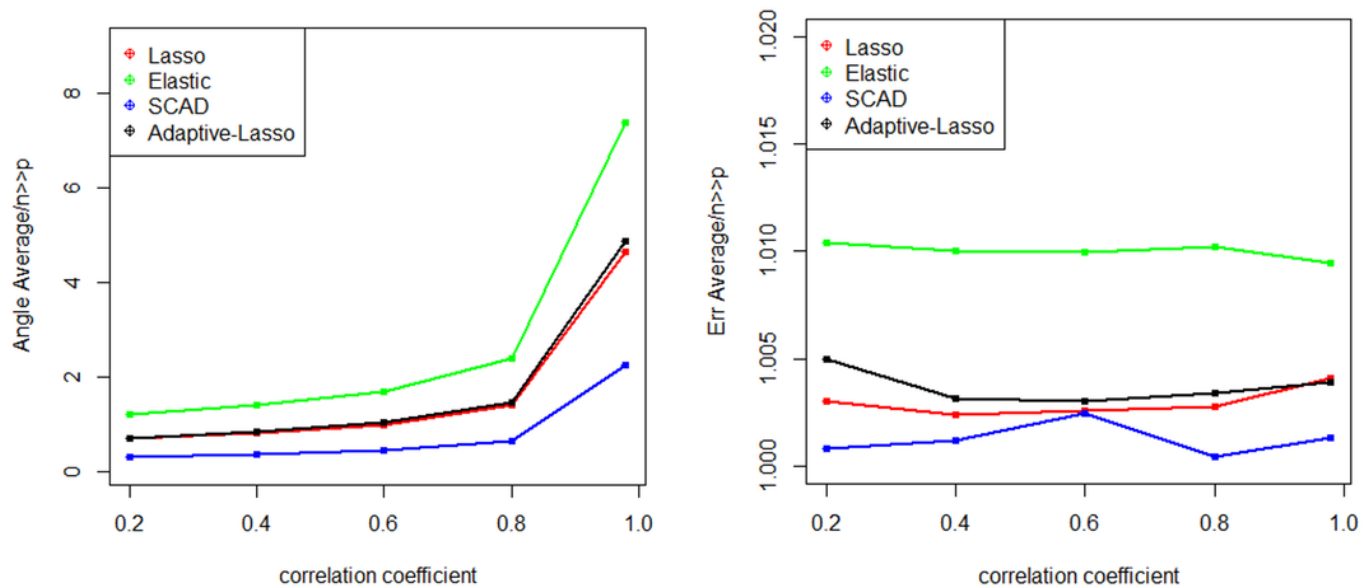 Lasso
Elastic
SCAD
Adaptive-Lasso
Angle Average/n>>p
8
6
4
2
0
0.2 0.4 0.6 0.8 1.0
correlation coefficient
Lasso
Elastic
SCAD
Adaptive-Lasso
Err Average/n>>p
1.020
1.015
1.010
1.005
1.000
0.2 0.4 0.6 0.8 1.0
correlation coefficient